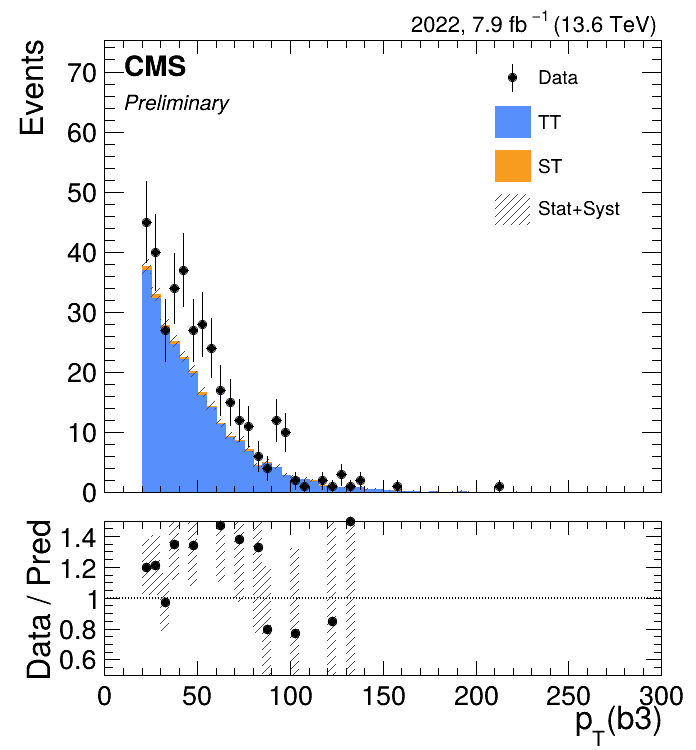 2022, 7.9 fb⁻¹ (13.6 TeV)
Events
CMS
Preliminary
Data
TT
ST
Stat+Syst
70
60
50
40
30
20
10
0
Data / Pred
1.4
1.2
1
0.8
0.6
0 50 100 150 200 250 300
p_T(b3)